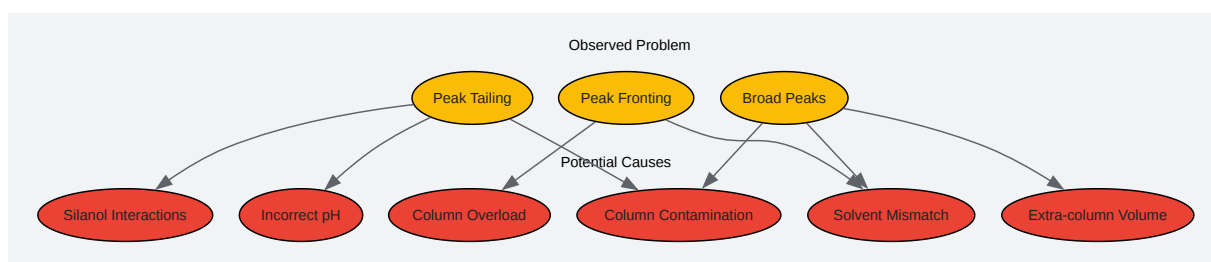 Observed Problem
Peak Tailing
Peak Fronting
Broad Peaks
Potential Causes
Silanol Interactions
Incorrect pH
Column Overload
Column Contamination
Solvent Mismatch
Extra-column Volume